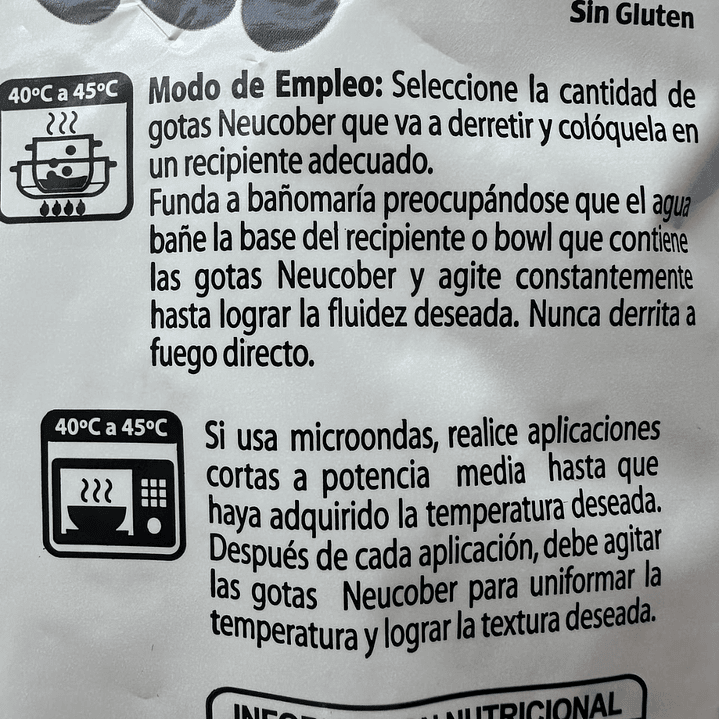 Sin Gluten
40ºC a 45ºC
Modo de Empleo: Seleccione la cantidad de
gotas Neucober que va a derretir y colóquela en
un recipiente adecuado.
Funda a bañomaría preocupándose que el agua
bañe la base del recipiente o bowl que contiene
las gotas Neucober y agite constantemente
hasta lograr la fluidez deseada. Nunca derrita a
fuego directo.
40ºC a 45ºC
Si usa microondas, realice aplicaciones
cortas a potencia media hasta que
haya adquirido la temperatura deseada.
Después de cada aplicación, debe agitar
las gotas Neucober para uniformar la
temperatura y lograr la textura deseada.
NUTRICIONAL